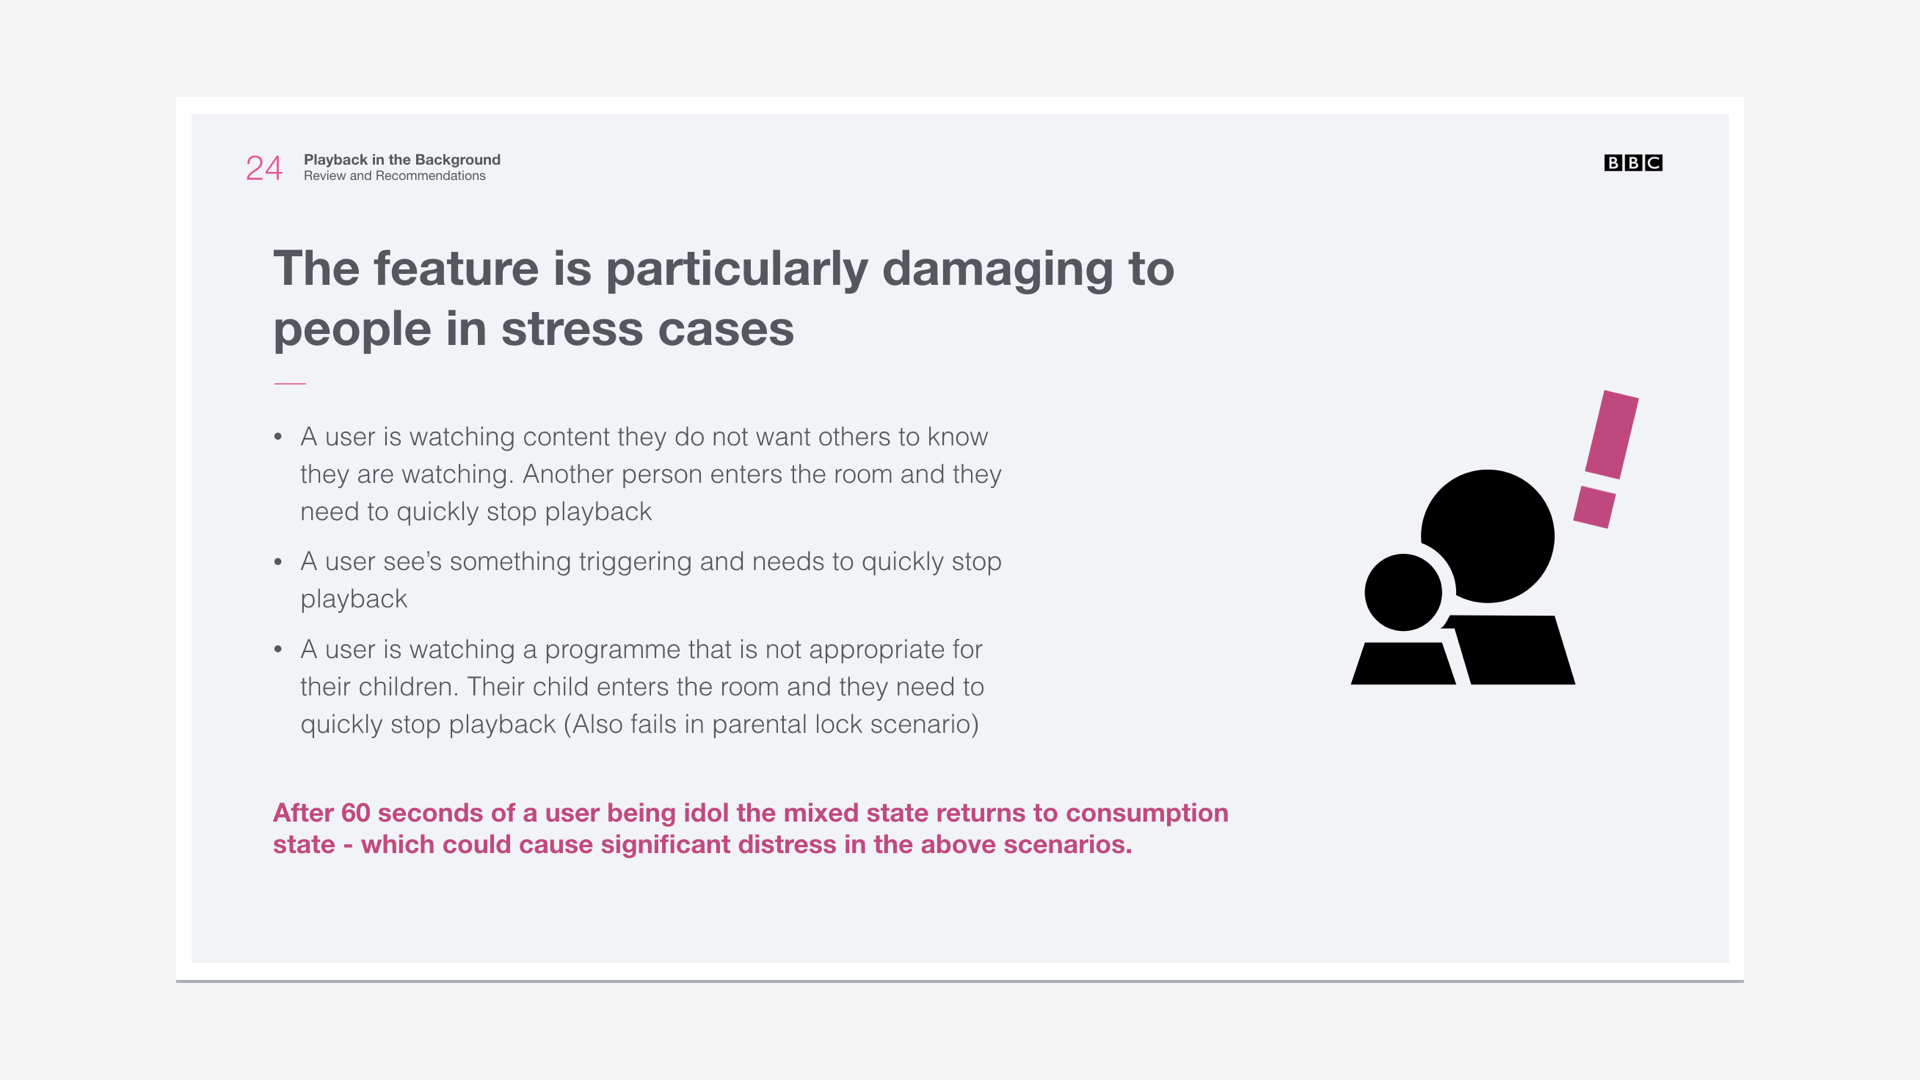 24
Playback in the Background
Review and Recommendations
BBC
The feature is particularly damaging to
people in stress cases
• A user is watching content they do not want others to know
they are watching. Another person enters the room and they
need to quickly stop playback
• A user see’s something triggering and needs to quickly stop
playback
• A user is watching a programme that is not appropriate for
their children. Their child enters the room and they need to
quickly stop playback (Also fails in parental lock scenario)
After 60 seconds of a user being idol the mixed state returns to consumption
state - which could cause significant distress in the above scenarios.